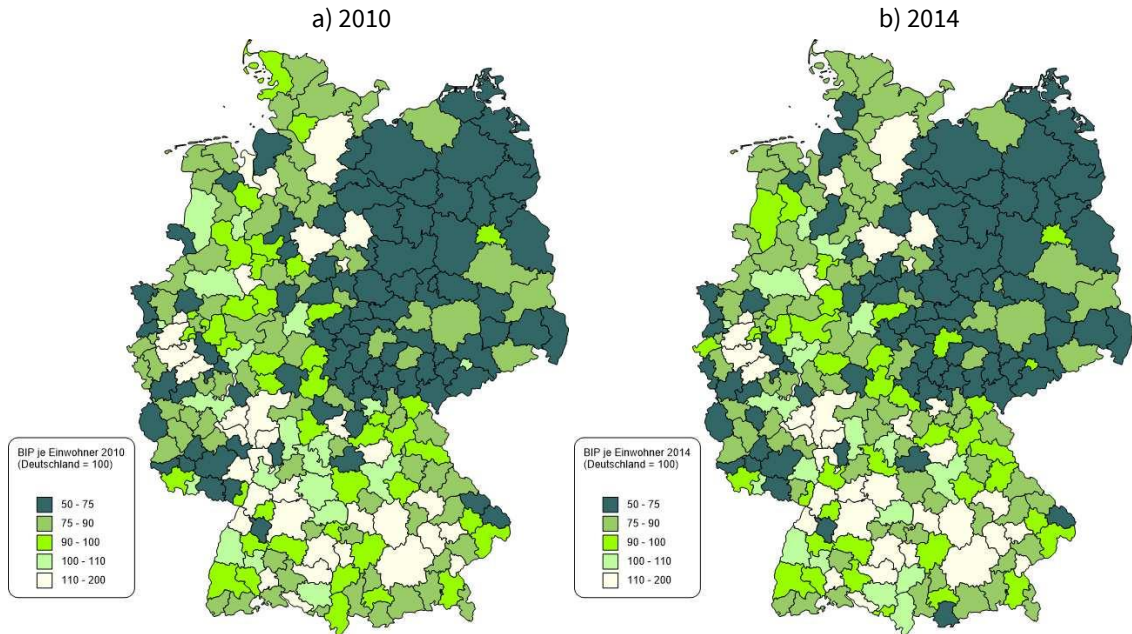 a) 2010
b) 2014
BIP je Einwohner 2010
(Deutschland = 100)
50 - 75
75 - 90
90 - 100
100 - 110
110 - 200
BIP je Einwohner 2014
(Deutschland = 100)
50 - 75
75 - 90
90 - 100
100 - 110
110 - 200